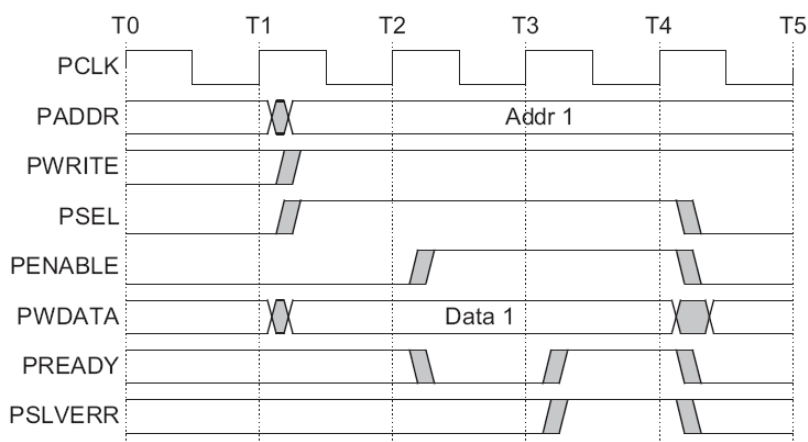 T0 T1 T2 T3 T4 T5
PCLK
PADDR Addr 1
PWRITE
PSEL
PENABLE
PWDATA Data 1
PREADY
PSLVERR